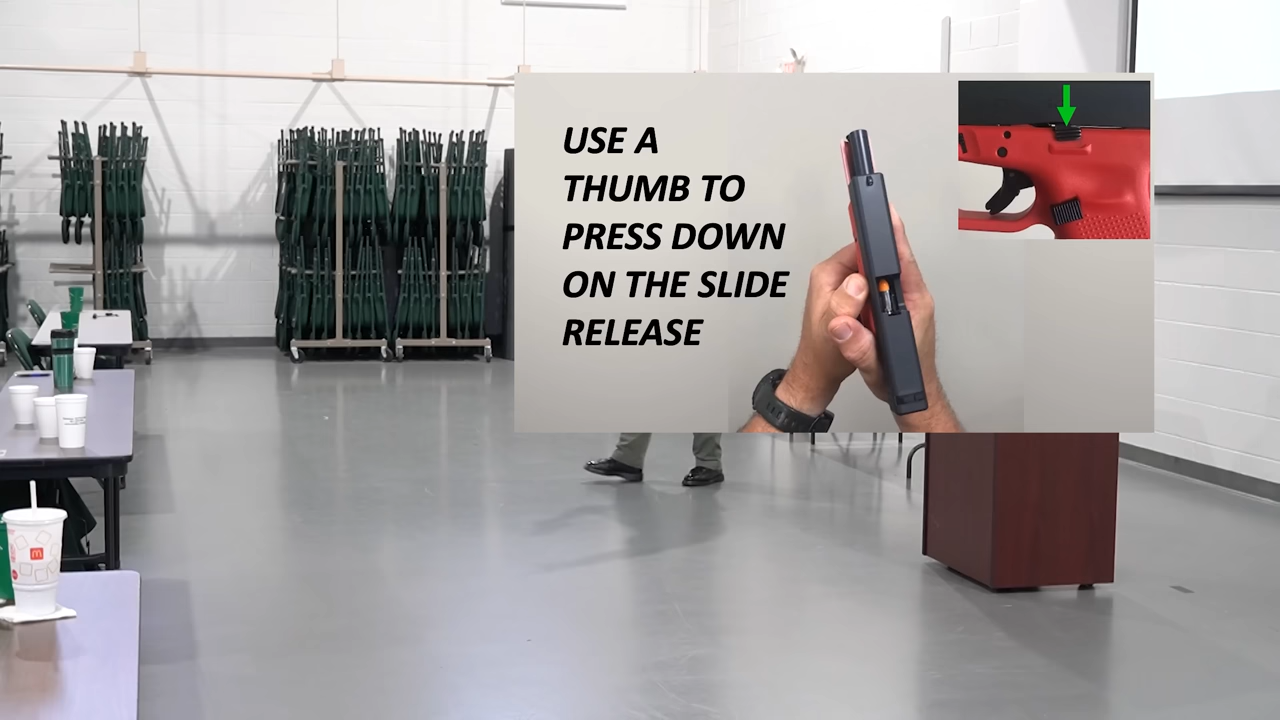 USE A
THUMB TO
PRESS DOWN
ON THE SLIDE
RELEASE